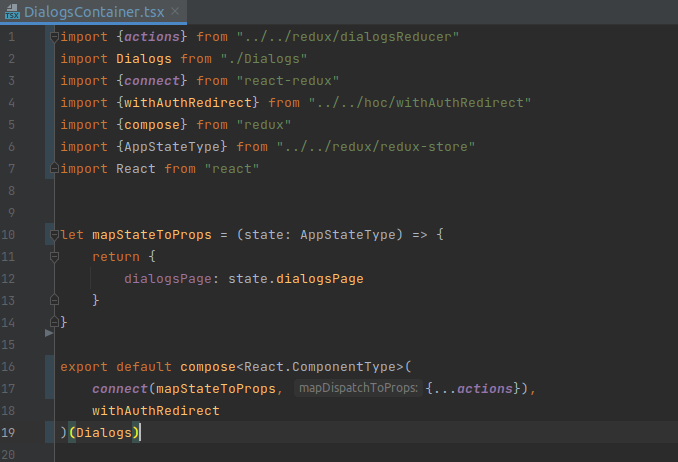 DialogsContainer.tsx ×
1 import {actions} from "../../redux/dialogsReducer"
2 import Dialogs from "./Dialogs"
3 import {connect} from "react-redux"
4 import {withAuthRedirect} from "../../hoc/withAuthRedirect"
5 import {compose} from "redux"
6 import {AppStateType} from "../../redux/redux-store"
7 import React from "react"
8
9
10 let mapStateToProps = (state: AppStateType) => {
11     return {
12         dialogsPage: state.dialogsPage
13     }
14 }
15
16 export default compose<React.ComponentType>(
17     connect(mapStateToProps, mapDispatchToProps: {...actions}),
18     withAuthRedirect
19 )(Dialogs)
20